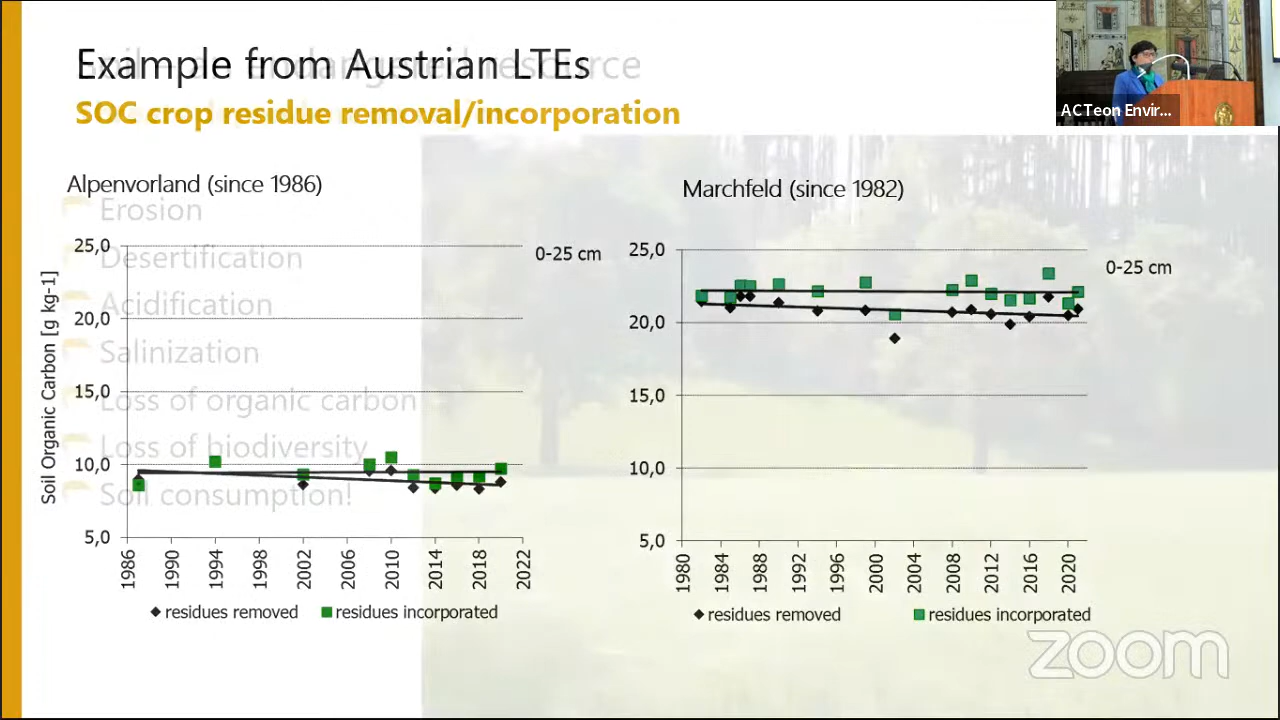 Example from Austrian LTEs
resource
SOC crop residue removal/incorporation
ACTeon Envir...
Alpenvorland (since 1986)
Marchfeld (since 1982)
Erosion
Desertification
Acidification
Salinization
Loss of organic carbon
Loss of biodiversity
Soil consumption!
Soil Organic Carbon [g kg-1]
25,0
20,0
15,0
10,0
5,0
0-25 cm
1986
1990
1994
1998
2002
2006
2010
2014
2018
2022
residues removed
residues incorporated
25,0
20,0
15,0
10,0
5,0
0-25 cm
1980
1984
1988
1992
1996
2000
2004
2008
2012
2016
2020
residues removed
residues incorporated
zoom